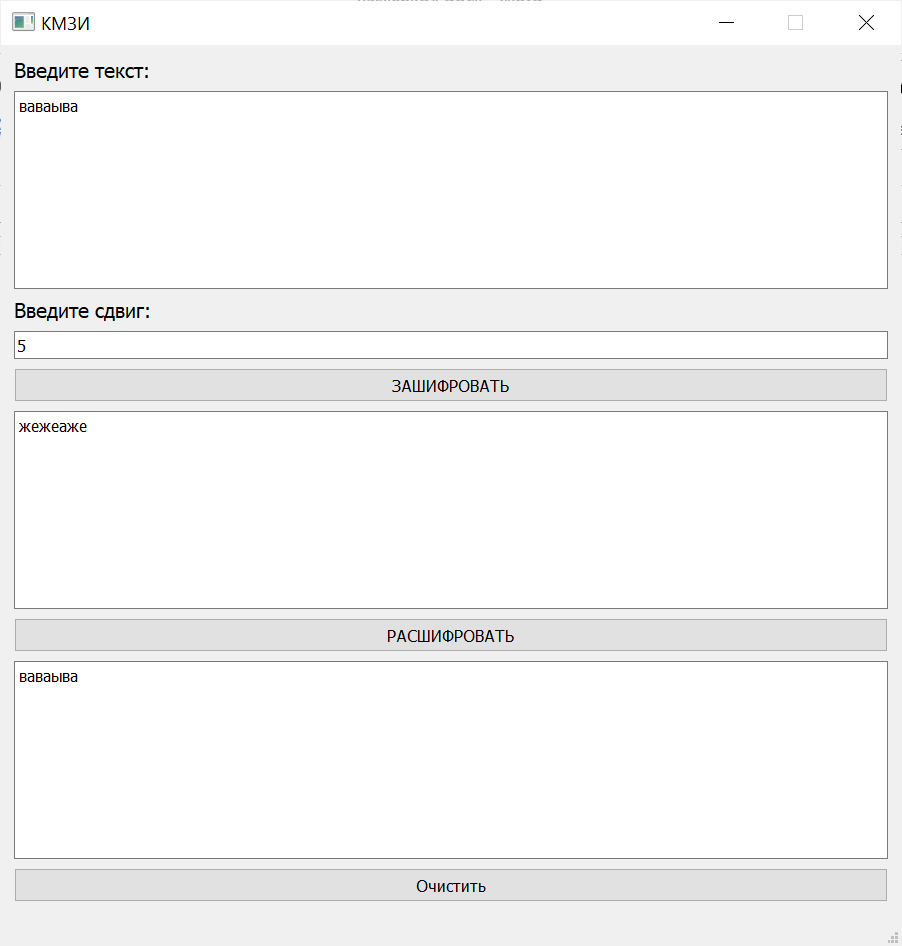 КМЗИ
Введите текст:
ваваыва
Введите сдвиг:
5
ЗАШИФРОВАТЬ
жежеаже
РАСШИФРОВАТЬ
ваваыва
Очистить